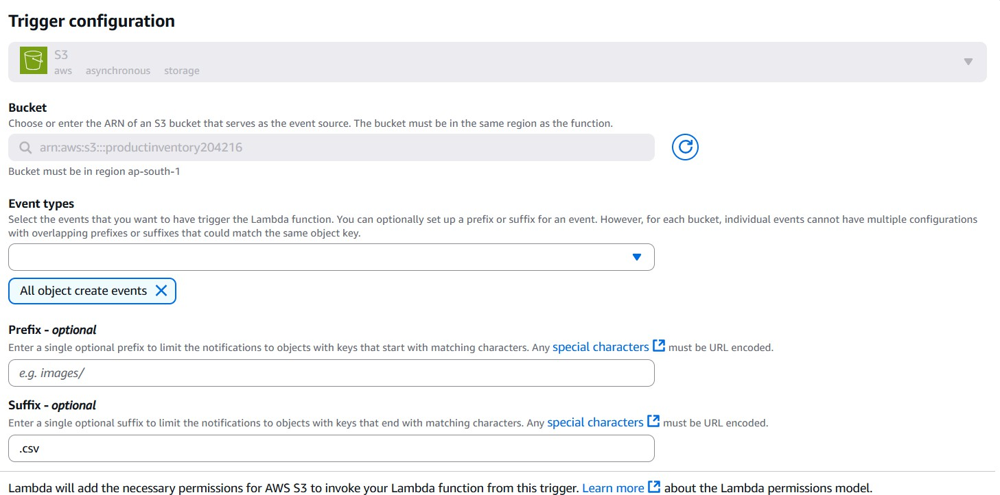 Trigger configuration
S3
aws asynchronous storage
Bucket
Choose or enter the ARN of an S3 bucket that serves as the event source. The bucket must be in the same region as the function.
arn:aws:s3:::productinventory204216
Bucket must be in region ap-south-1
Event types
Select the events that you want to have trigger the Lambda function. You can optionally set up a prefix or suffix for an event. However, for each bucket, individual events cannot have multiple configurations
with overlapping prefixes or suffixes that could match the same object key.
All object create events
Prefix - optional
Enter a single optional prefix to limit the notifications to objects with keys that start with matching characters. Any special characters must be URL encoded.
e.g. images/
Suffix - optional
Enter a single optional suffix to limit the notifications to objects with keys that end with matching characters. Any special characters must be URL encoded.
.csv
Lambda will add the necessary permissions for AWS S3 to invoke your Lambda function from this trigger. Learn more about the Lambda permissions model.